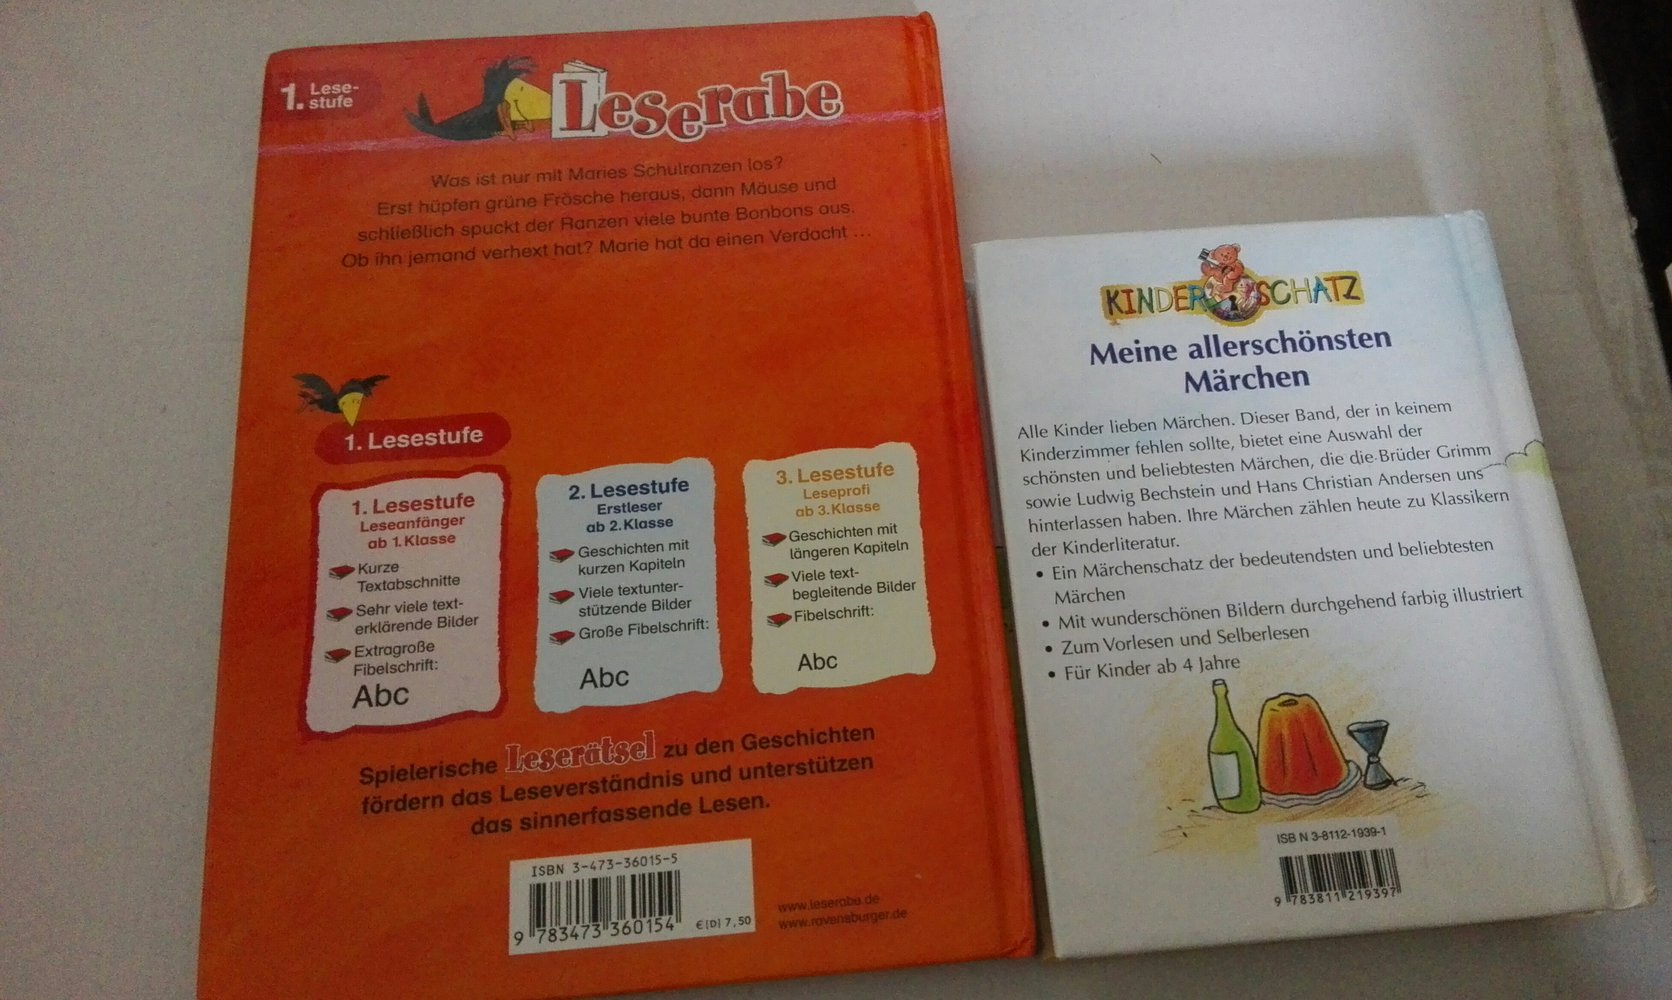 1. Lese-
stufe
Leserabe
Was ist nur mit Maries Schulranzen los?
Erst hüpfen grüne Frösche heraus, dann Mäuse und
schließlich spuckt der Ranzen viele bunte Bonbons aus.
Ob ihn jemand verhext hat? Marie hat da einen Verdacht ...
1. Lesestufe
1. Lesestufe
Leseanfänger
ab 1. Klasse
Kurze
Textabschnitte
Sehr viele text-
erklärende Bilder
Extragroße
Fibelschrift:
Abc
2. Lesestufe
Erstleser
ab 2. Klasse
Geschichten mit
kurzen Kapiteln
Viele textunter-
stützende Bilder
Große Fibelschrift:
Abc
3. Lesestufe
Leseprofi
ab 3. Klasse
Geschichten mit
längeren Kapiteln
Viele text-
begleitende Bilder
Fibelschrift:
Abc
Spielerische Leserätsel zu den Geschichten
fördern das Leseverständnis und unterstützen
das sinnerfassende Lesen.
ISBN 3-473-36015-5
9 783473 360154
€ (D) 7,50
www.leserabe.de
www.ravensburger.de
KINDERSCHATZ
Meine allerschönsten
Märchen
Alle Kinder lieben Märchen. Dieser Band, der in keinem
Kinderzimmer fehlen sollte, bietet eine Auswahl der
schönsten und beliebtesten Märchen, die die Brüder Grimm
sowie Ludwig Bechstein und Hans Christian Andersen uns
hinterlassen haben. Ihre Märchen zählen heute zu Klassikern
der Kinderliteratur.
• Ein Märchenschatz der bedeutendsten und beliebtesten
Märchen
• Mit wunderschönen Bildern durchgehend farbig illustriert
• Zum Vorlesen und Selberlesen
• Für Kinder ab 4 Jahre
ISB N 3-8112-1939-1
9 783811 219397